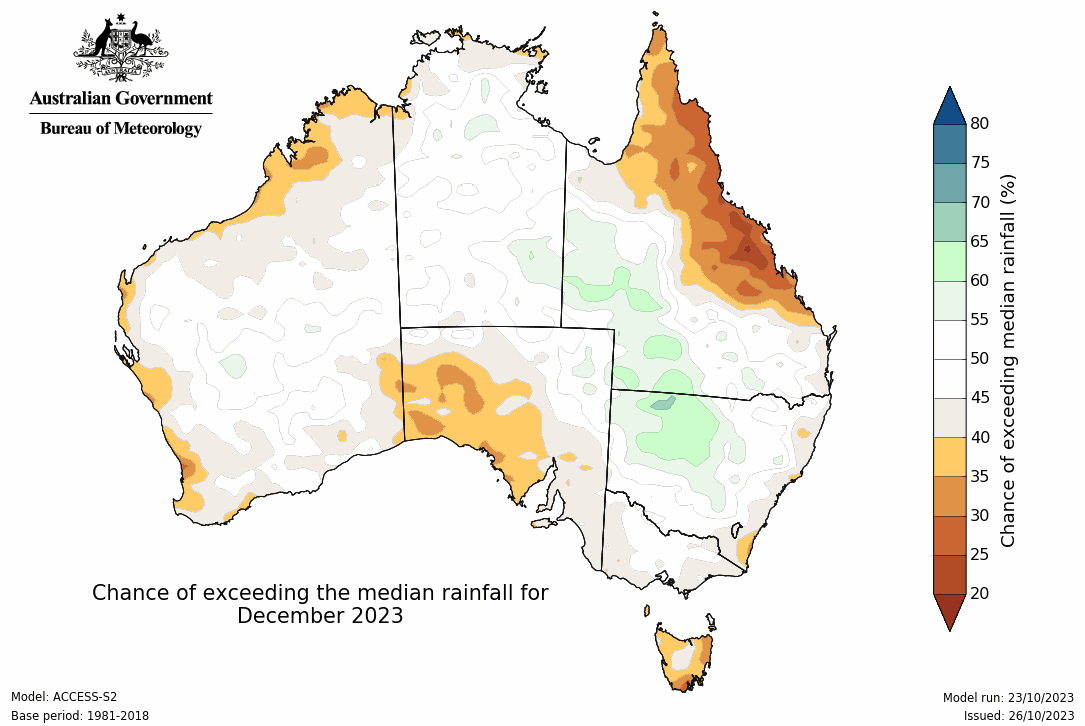 AUSTRALIA
Australian Government
Bureau of Meteorology
80
75
70
65
60
55
50
45
40
35
30
25
20
Chance of exceeding median rainfall (%)
Chance of exceeding the median rainfall for
December 2023
Model: ACCESS-S2
Base period: 1981-2018
Model run: 23/10/2023
Issued: 26/10/2023